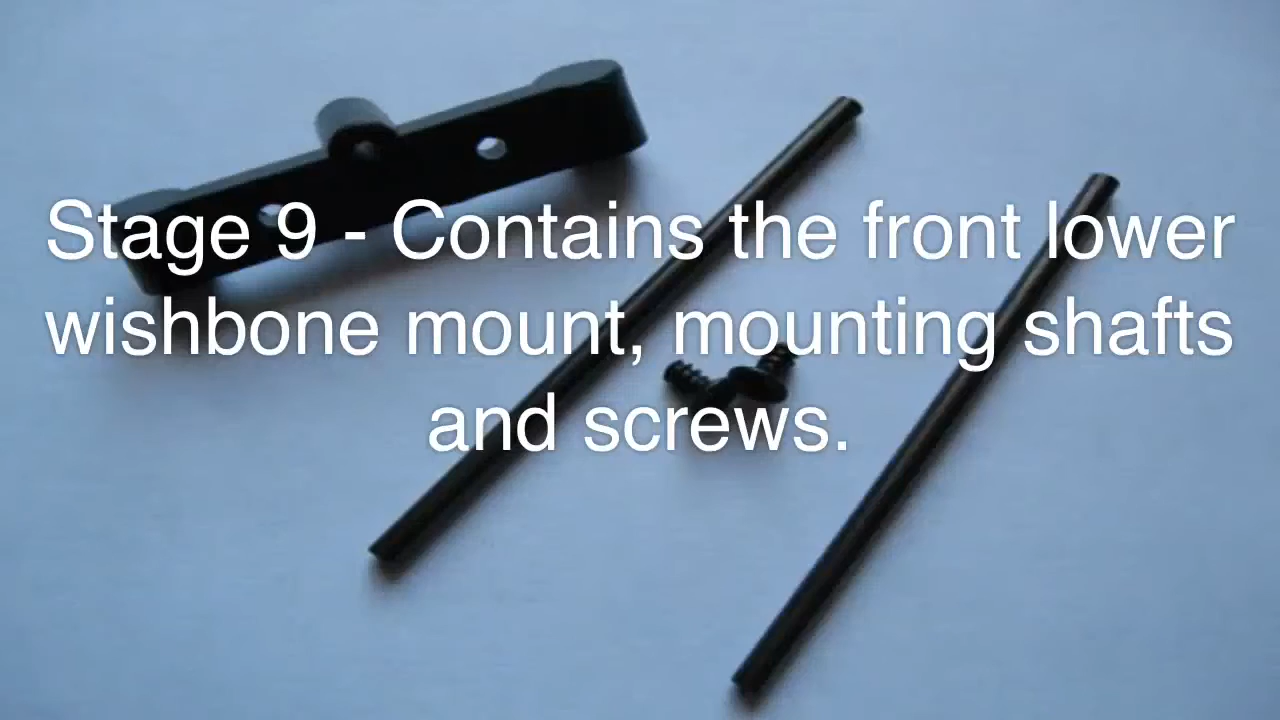 Stage 9 - Contains the front lower
wishbone mount, mounting shafts
and screws.